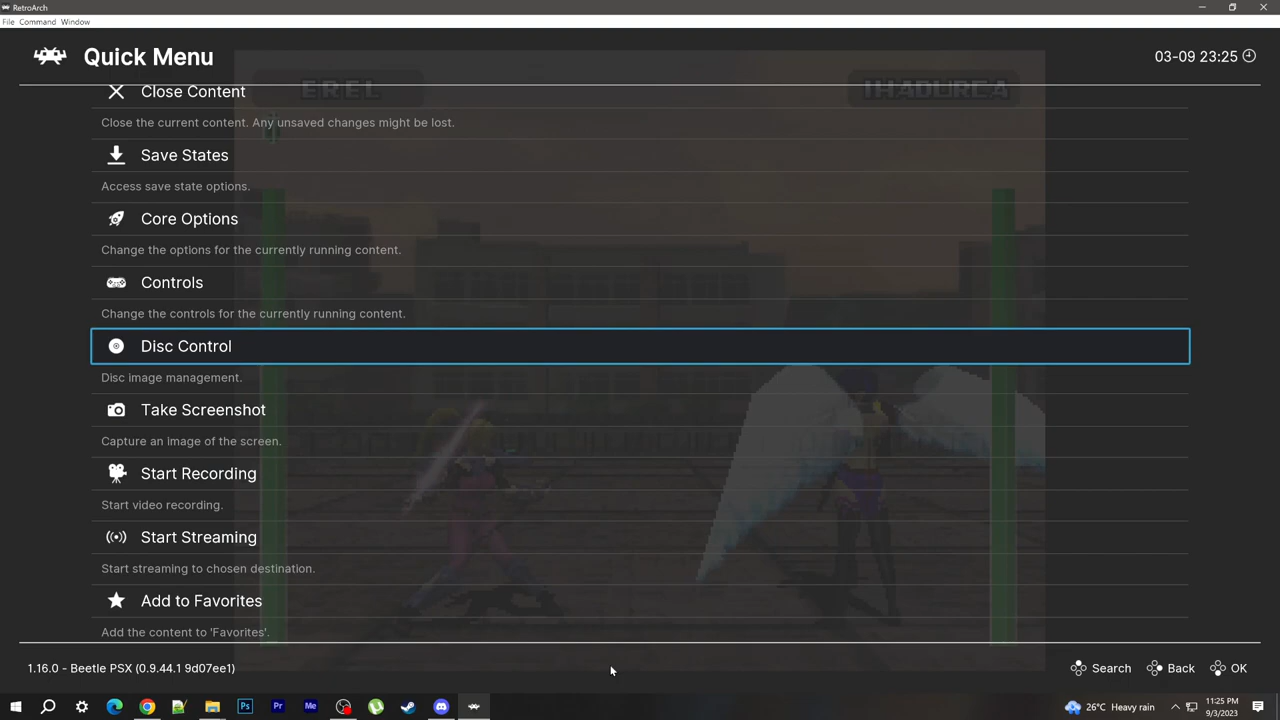 RetroArch
File Command Window
Quick Menu
03-09 23:25
EREL
IHADURCA
Close Content
Close the current content. Any unsaved changes might be lost.
Save States
Access save state options.
Core Options
Change the options for the currently running content.
Controls
Change the controls for the currently running content.
Disc Control
Disc image management.
Take Screenshot
Capture an image of the screen.
Start Recording
Start video recording.
Start Streaming
Start streaming to chosen destination.
Add to Favorites
Add the content to 'Favorites'.
1.16.0 - Beetle PSX (0.9.44.1 9d07ee1)
Search Back OK
Ps Pr Me
26°C Heavy rain
11:25 PM
9/3/2023